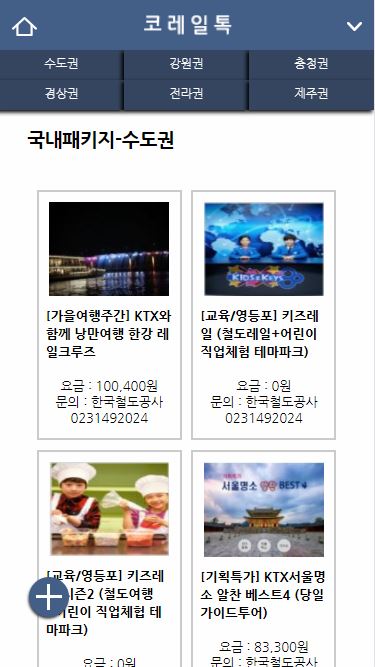 코레일톡
수도권 강원권 충청권
경상권 전라권 제주권
국내패키지-수도권
[가을여행주간] KTX와
함께 낭만여행 한강 레
일크루즈
요금 : 100,400원
문의 : 한국철도공사
0231492024
KIDS KEYS
[교육/영등포] 키즈레
일 (철도레일+어린이
직업체험 테마파크)
요금 : 0원
문의 : 한국철도공사
0231492024
[교육/영등포] 키즈레
즌2 (철도여행
린이 직업체험 테
마파크)
요금 : 0원
서울명소 알찬 BEST4
[기획특가] KTX서울명
소 알찬 베스트4 (당일
가이드투어)
요금 : 83,300원
문의 : 한국철도공사